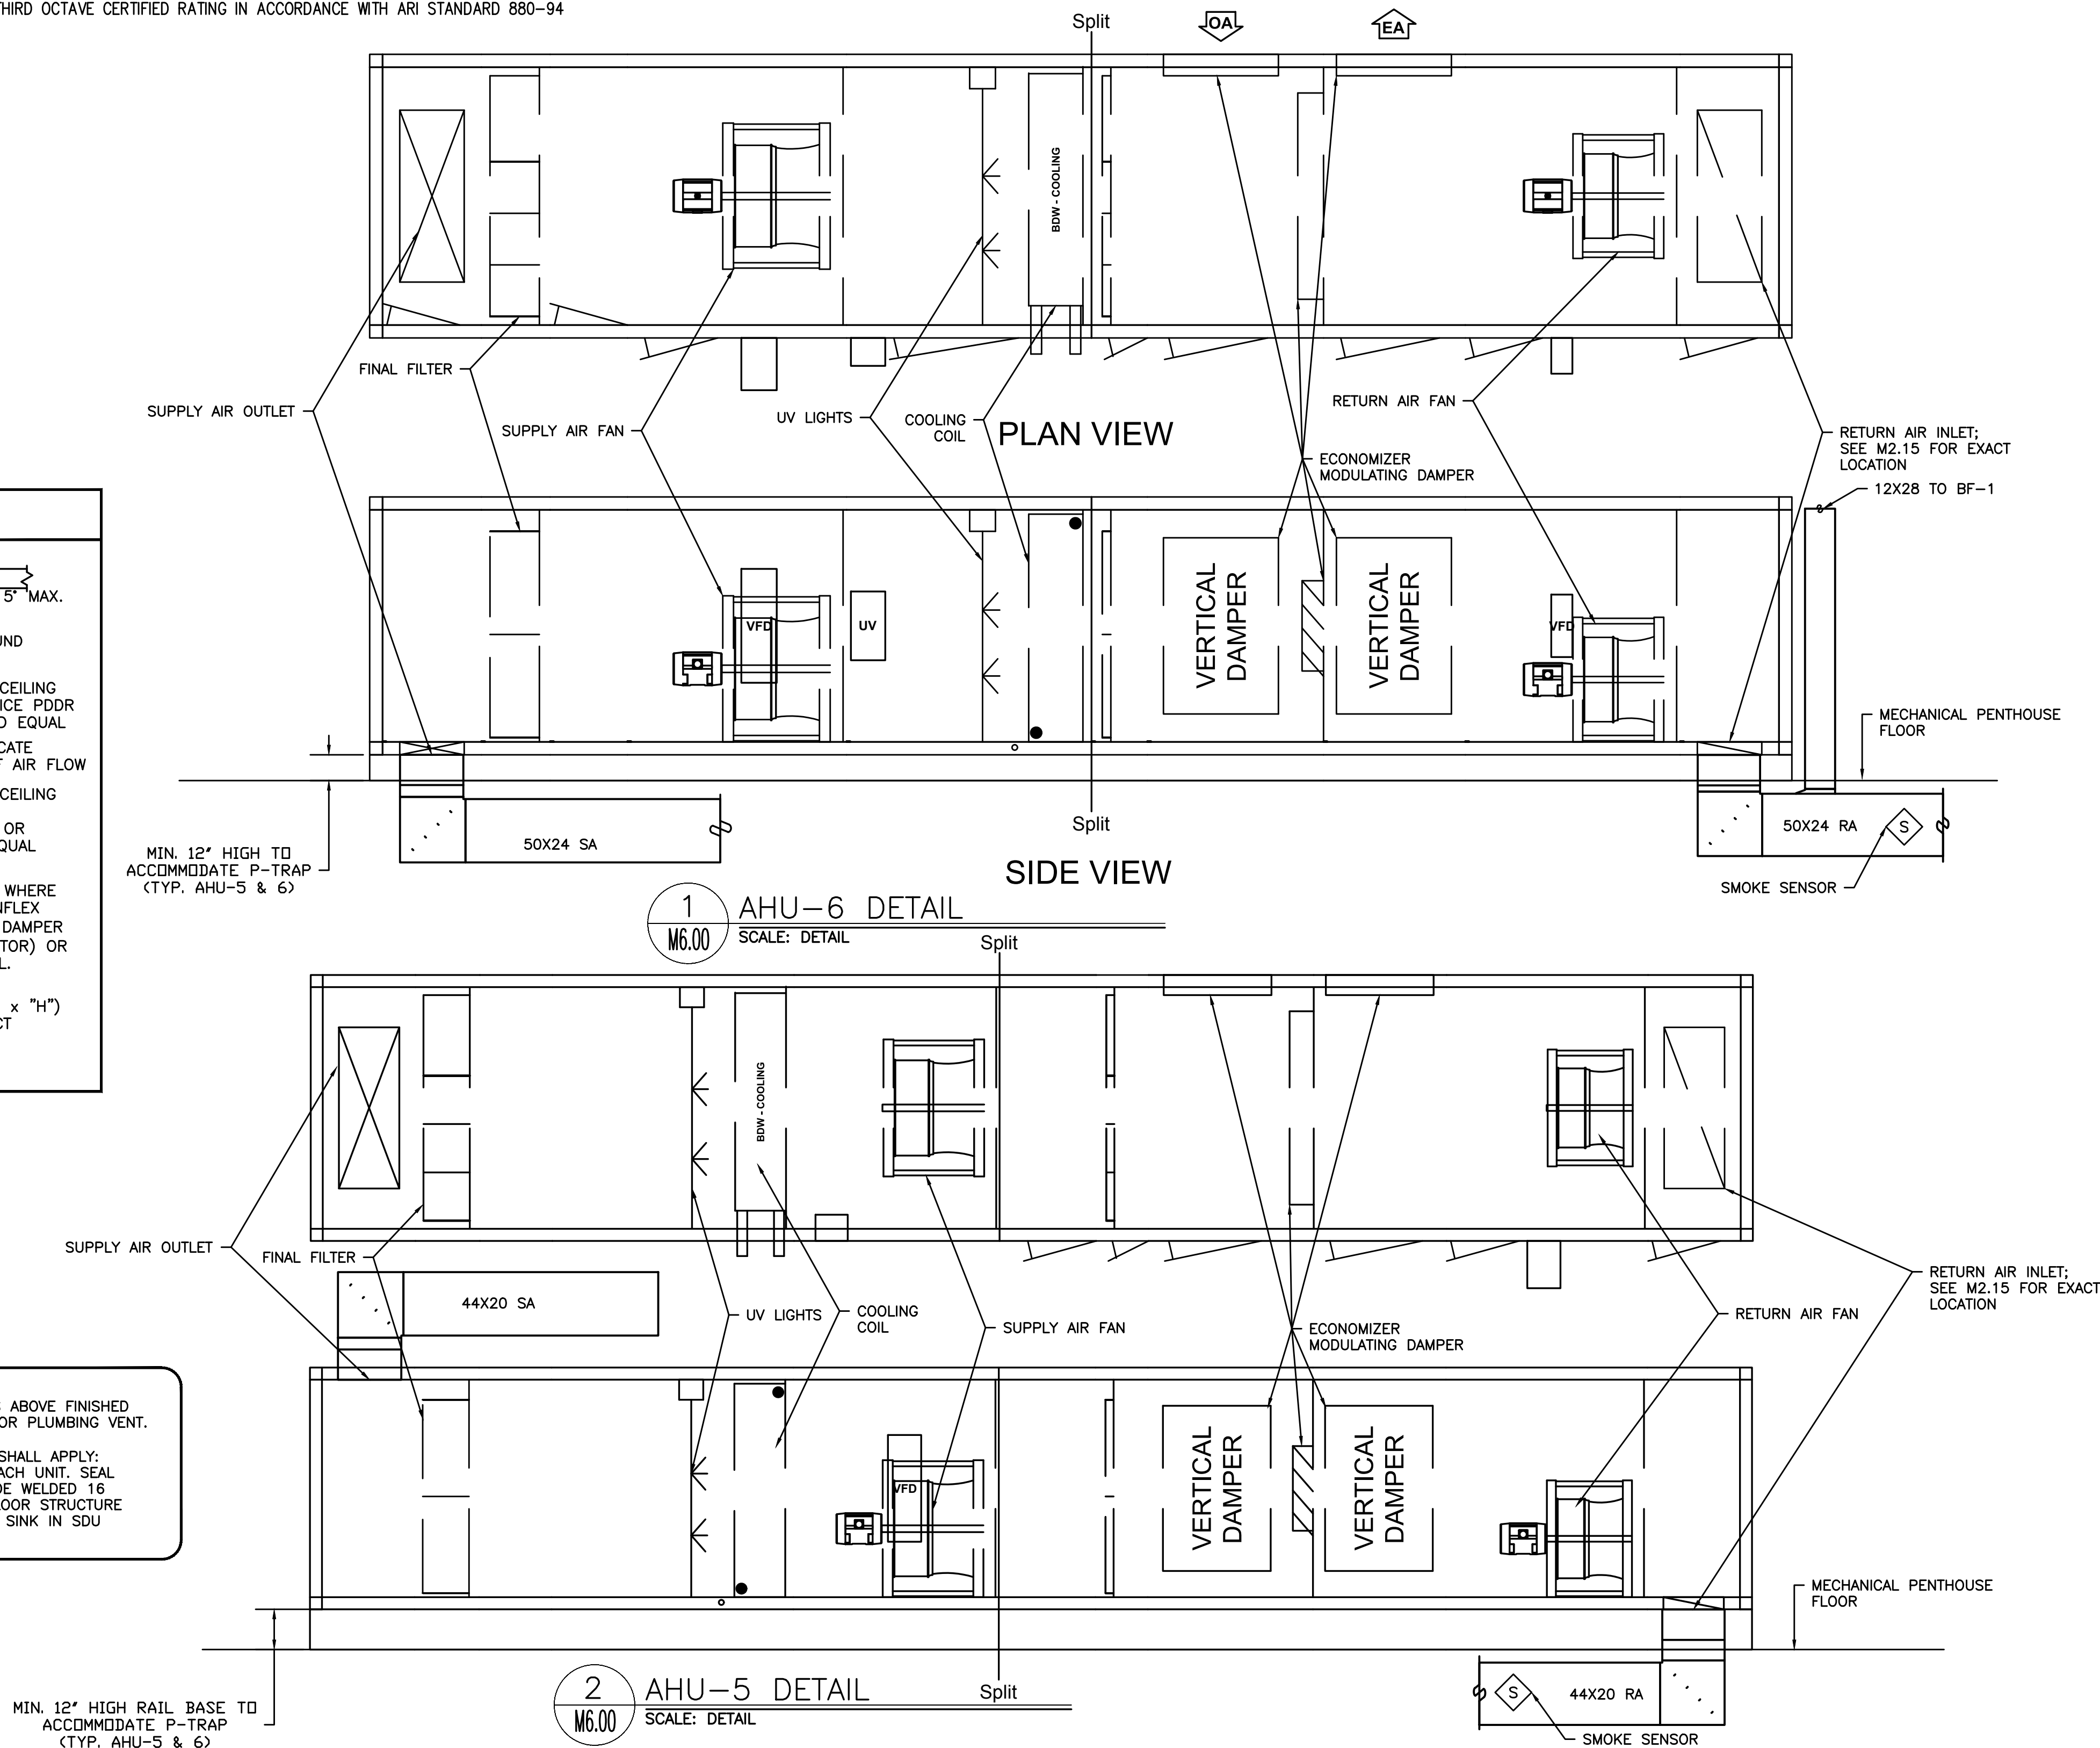 THIRD OCTAVE CERTIFIED RATING IN ACCORDANCE WITH ARI STANDARD 880-94
Split
OA
EA
BDW - COOLING
FINAL FILTER
SUPPLY AIR OUTLET
SUPPLY AIR FAN
UV LIGHTS
COOLING
COIL
PLAN VIEW
RETURN AIR FAN
ECONOMIZER
MODULATING DAMPER
RETURN AIR INLET;
SEE M2.15 FOR EXACT
LOCATION
12X28 TO BF-1
VFD
UV
VERTICAL
DAMPER
VERTICAL
DAMPER
VFD
MECHANICAL PENTHOUSE
FLOOR
50X24 SA
Split
50X24 RA
S
SMOKE SENSOR
MIN. 12" HIGH TO
ACCOMMODATE P-TRAP
(TYP. AHU-5 & 6)
SIDE VIEW
1
M6.00
AHU-6 DETAIL
SCALE: DETAIL
5° MAX.
UND
CEILING
ICE PDDR
D EQUAL
CATE
F AIR FLOW
CEILING
OR
QUAL
WHERE
NFLEX
DAMPER
TOR) OR
L.
x "H")
CT
Split
BDW - COOLING
SUPPLY AIR OUTLET
FINAL FILTER
44X20 SA
UV LIGHTS
COOLING
COIL
SUPPLY AIR FAN
ECONOMIZER
MODULATING DAMPER
RETURN AIR FAN
RETURN AIR INLET;
SEE M2.15 FOR EXACT
LOCATION
VFD
VERTICAL
DAMPER
VERTICAL
DAMPER
MECHANICAL PENTHOUSE
FLOOR
ABOVE FINISHED
OR PLUMBING VENT.
SHALL APPLY:
ACH UNIT. SEAL
DE WELDED 16
LOOR STRUCTURE
SINK IN SDU
MIN. 12" HIGH RAIL BASE TO
ACCOMMODATE P-TRAP
(TYP. AHU-5 & 6)
2
M6.00
AHU-5 DETAIL
SCALE: DETAIL
Split
S
44X20 RA
SMOKE SENSOR